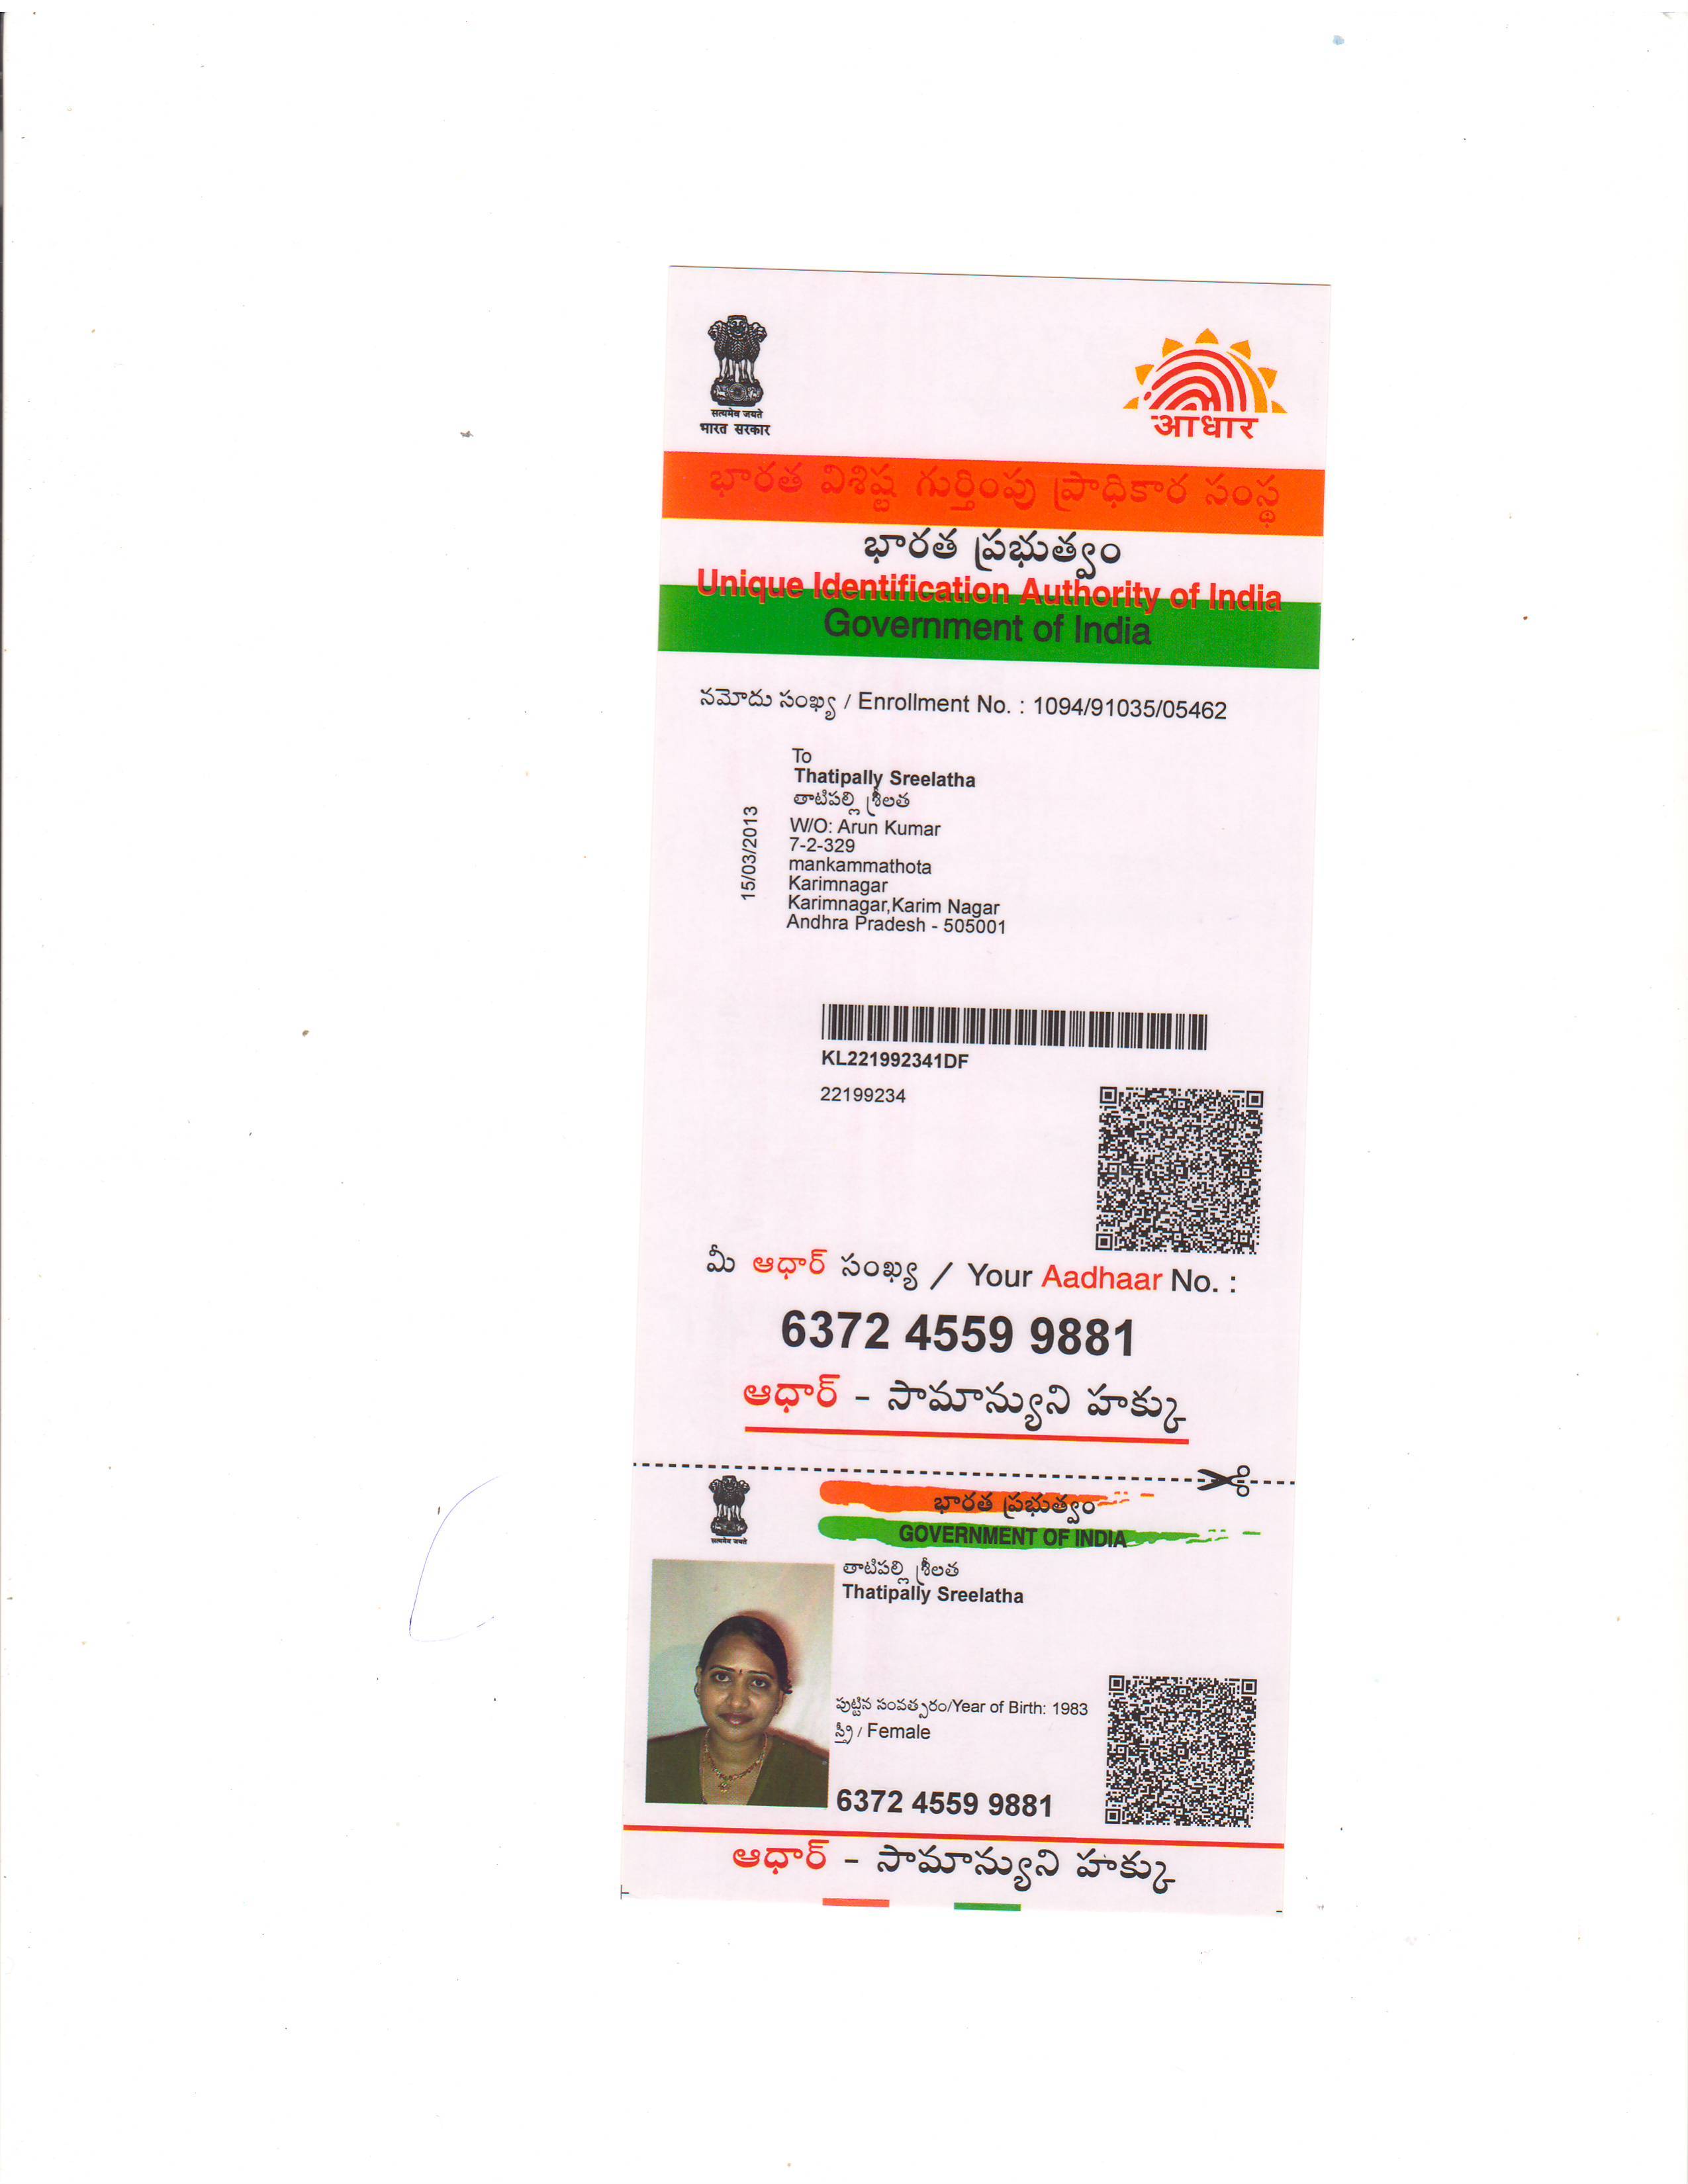 सत्यमेव जयते
भारत सरकार
आधार
భారత విశిష్ట గుర్తింపు ప్రాధికార సంస్థ
భారత ప్రభుత్వం
Unique Identification Authority of India
Government of India
నమోదు సంఖ్య / Enrollment No. : 1094/91035/05462
15/03/2013
To
Thatipally Sreelatha
తాటిపల్లి శ్రీలత
W/O: Arun Kumar
7-2-329
mankammathota
Karimnagar
Karimnagar,Karim Nagar
Andhra Pradesh - 505001
KL221992341DF
22199234
మీ ఆధార్ సంఖ్య / Your Aadhaar No. :
6372 4559 9881
ఆధార్ - సామాన్యుని హక్కు
सत्यमेव जयते
భారత ప్రభుత్వం
GOVERNMENT OF INDIA
తాటిపల్లి శ్రీలత
Thatipally Sreelatha
పుట్టిన సంవత్సరం/Year of Birth: 1983
స్త్రీ / Female
6372 4559 9881
ఆధార్ - సామాన్యుని హక్కు